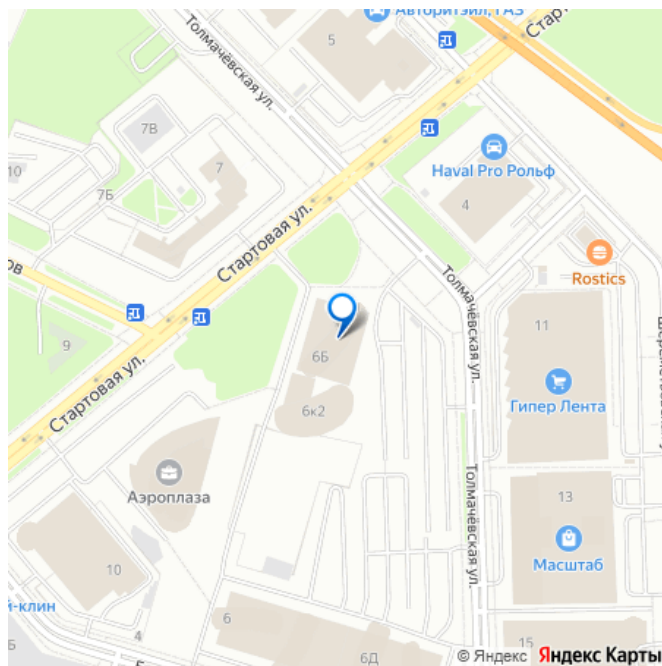 Авторитэйл, ГАЗ
Толмачёвская ул.
5
7В
10
7Б
7
Haval Pro Рольф
4
Стартовая ул.
Rostics
Толмачёвская ул.
11
9
6Б
Гипер Лента
6к2
Стартовая ул.
Аэроплаза
Толмачёвская ул.
13
Масштаб
10
й-клин
6
4
15
6Д
© Яндекс Яндекс Карты